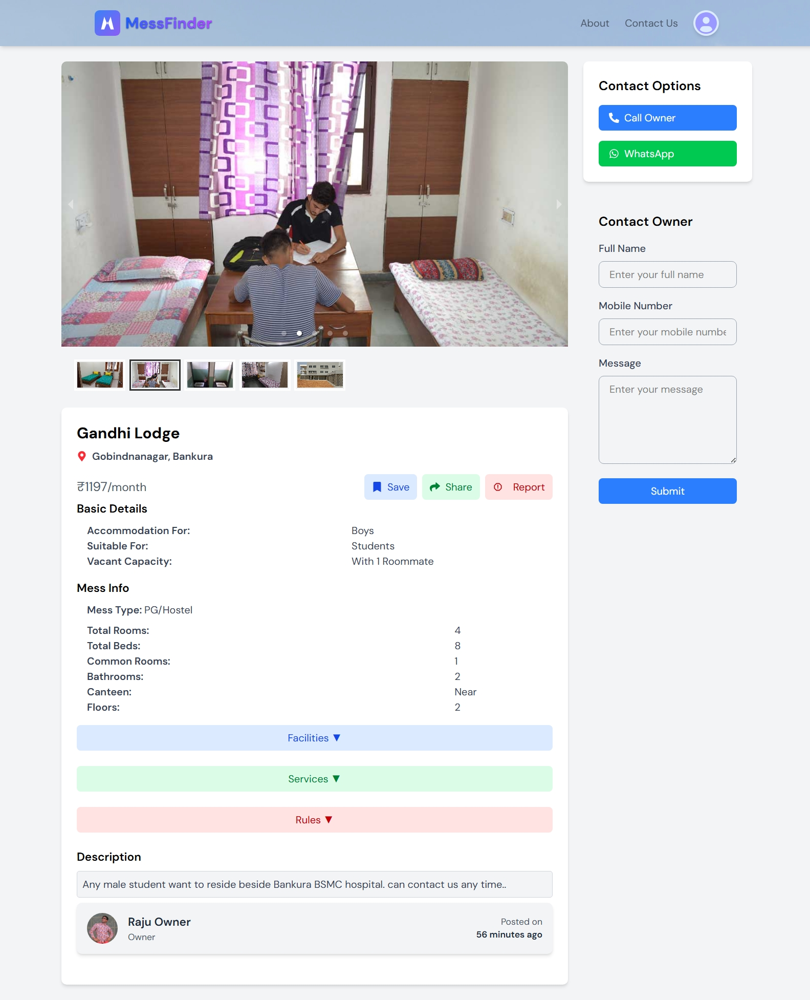 MessFinder
About
Contact Us
Contact Options
Call Owner
WhatsApp
Contact Owner
Full Name
Enter your full name
Mobile Number
Enter your mobile numbe
Message
Enter your message
Submit
Gandhi Lodge
Gobindnanagar, Bankura
₹1197/month
Save
Share
Report
Basic Details
Accommodation For: Boys
Suitable For: Students
Vacant Capacity: With 1 Roommate
Mess Info
Mess Type: PG/Hostel
Total Rooms: 4
Total Beds: 8
Common Rooms: 1
Bathrooms: 2
Canteen: Near
Floors: 2
Facilities ▼
Services ▼
Rules ▼
Description
Any male student want to reside beside Bankura BSMC hospital. can contact us any time..
Raju Owner
Owner
Posted on
56 minutes ago